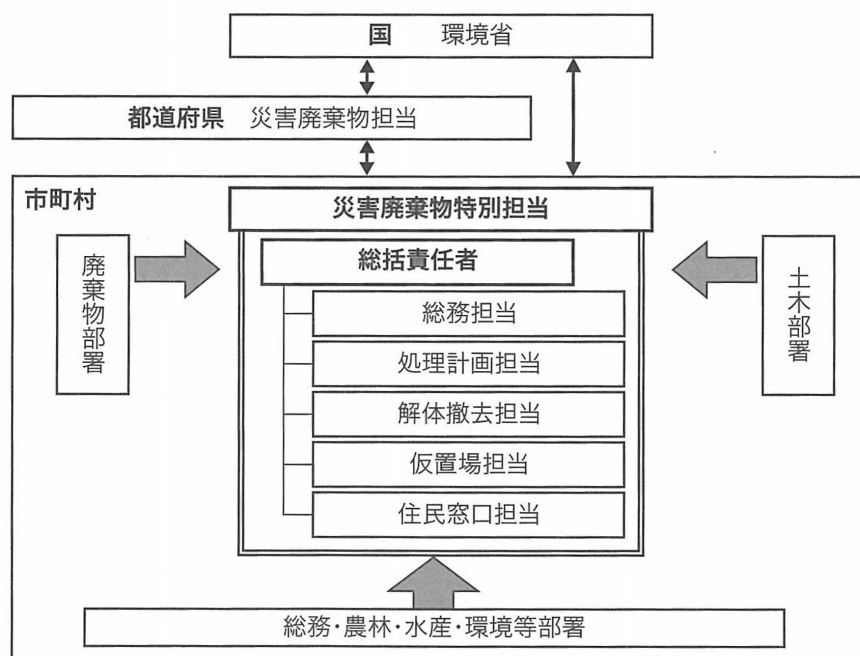 国　環境省
都道府県　災害廃棄物担当
市町村
災害廃棄物特別担当
廃棄物部署
総括責任者
土木部署
総務担当
処理計画担当
解体撤去担当
仮置場担当
住民窓口担当
総務・農林・水産・環境等部署